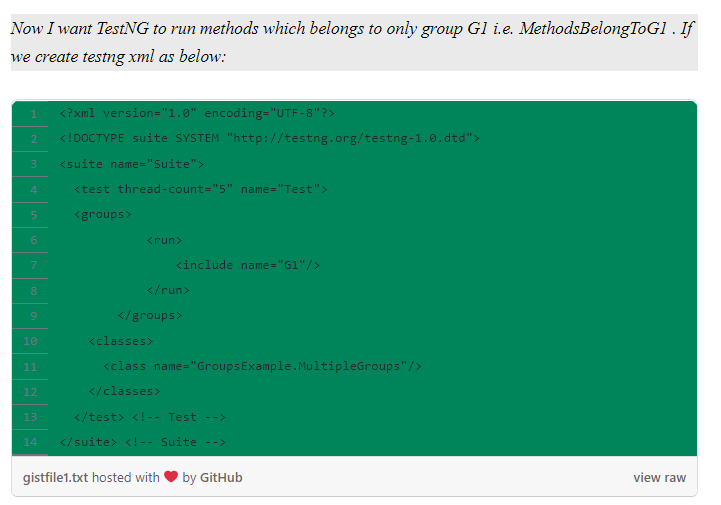 Now I want TestNG to run methods which belongs to only group G1 i.e. MethodsBelongToG1 . If
we create testng xml as below:
1 <?xml version="1.0" encoding="UTF-8"?>
2 <!DOCTYPE suite SYSTEM "http://testng.org/testng-1.0.dtd">
3 <suite name="Suite">
4 <test thread-count="5" name="Test">
5 <groups>
6 <run>
7 <include name="G1"/>
8 </run>
9 </groups>
10 <classes>
11 <class name="GroupsExample.MultipleGroups"/>
12 </classes>
13 </test> <!-- Test -->
14 </suite> <!-- Suite -->
gistfile1.txt hosted with ❤ by GitHub view raw